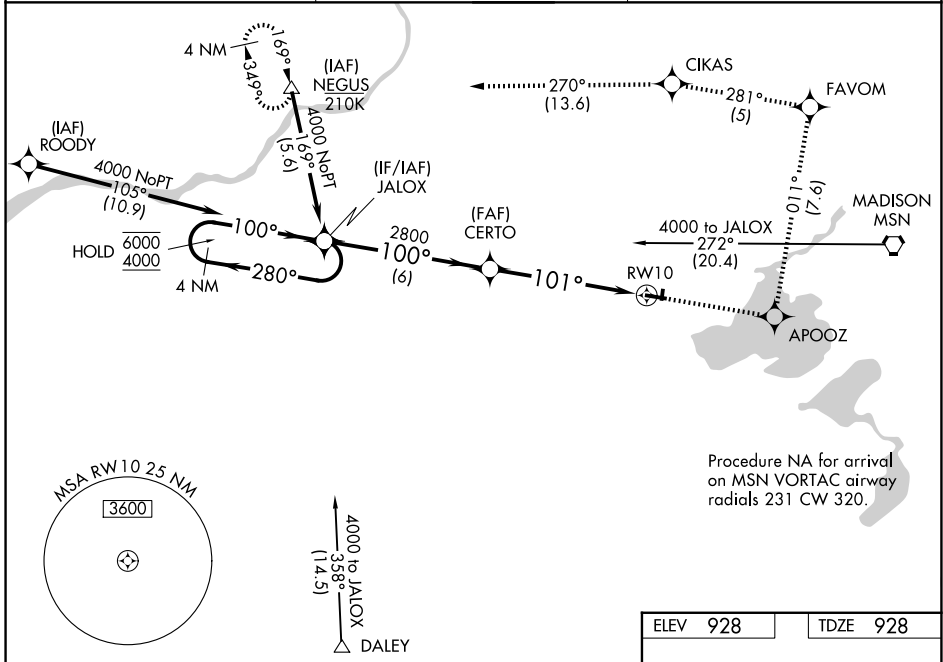 4 NM
169°
349°
(IAF)
NEGUS
210K
4000 NoPT
169°
(5.6)
(IAF)
ROODY
4000 NoPT
105°
(10.9)
(IF/IAF)
JALOX
HOLD
6000
4000
100°
280°
4 NM
2800
100°
(6)
(FAF)
CERTO
101°
RW10
APOOZ
011°
(7.6)
FAVOM
281°
(5)
CIKAS
270°
(13.6)
MADISON
MSN
4000 to JALOX
272°
(20.4)
Procedure NA for arrival
on MSN VORTAC airway
radials 231 CW 320.
MSA RW10 25 NM
3600
4000 to JALOX
358°
(14.5)
DALEY
ELEV 928
TDZE 928